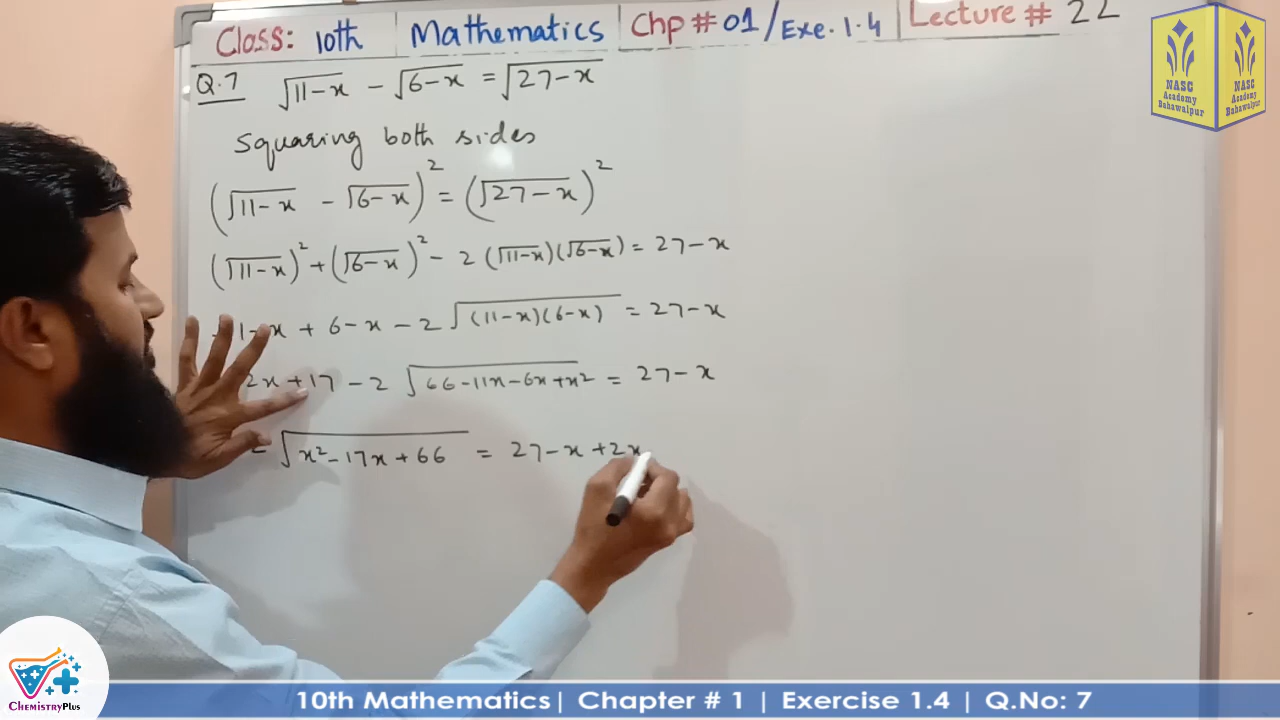 Class: 10th | Mathematics | Chp # 01 / Exe. 1.4 | Lecture # 22
Q.7 √(11-x) - √(6-x) = √(27-x)
Squaring both sides
(√(11-x) - √(6-x))² = (√(27-x))²
(√(11-x))² + (√(6-x))² - 2(√(11-x))(√(6-x)) = 27-x
1-x + 6-x - 2√((11-x)(6-x)) = 27-x
2x + 17 - 2√(66-11x-6x+x²) = 27-x
√(x²-17x+66) = 27-x+2x
NASC Academy Bahawalpur
NASC Academy Bahawalpur
CHEMISTRYPLUS
10th Mathematics| Chapter # 1 | Exercise 1.4 | Q.No: 7